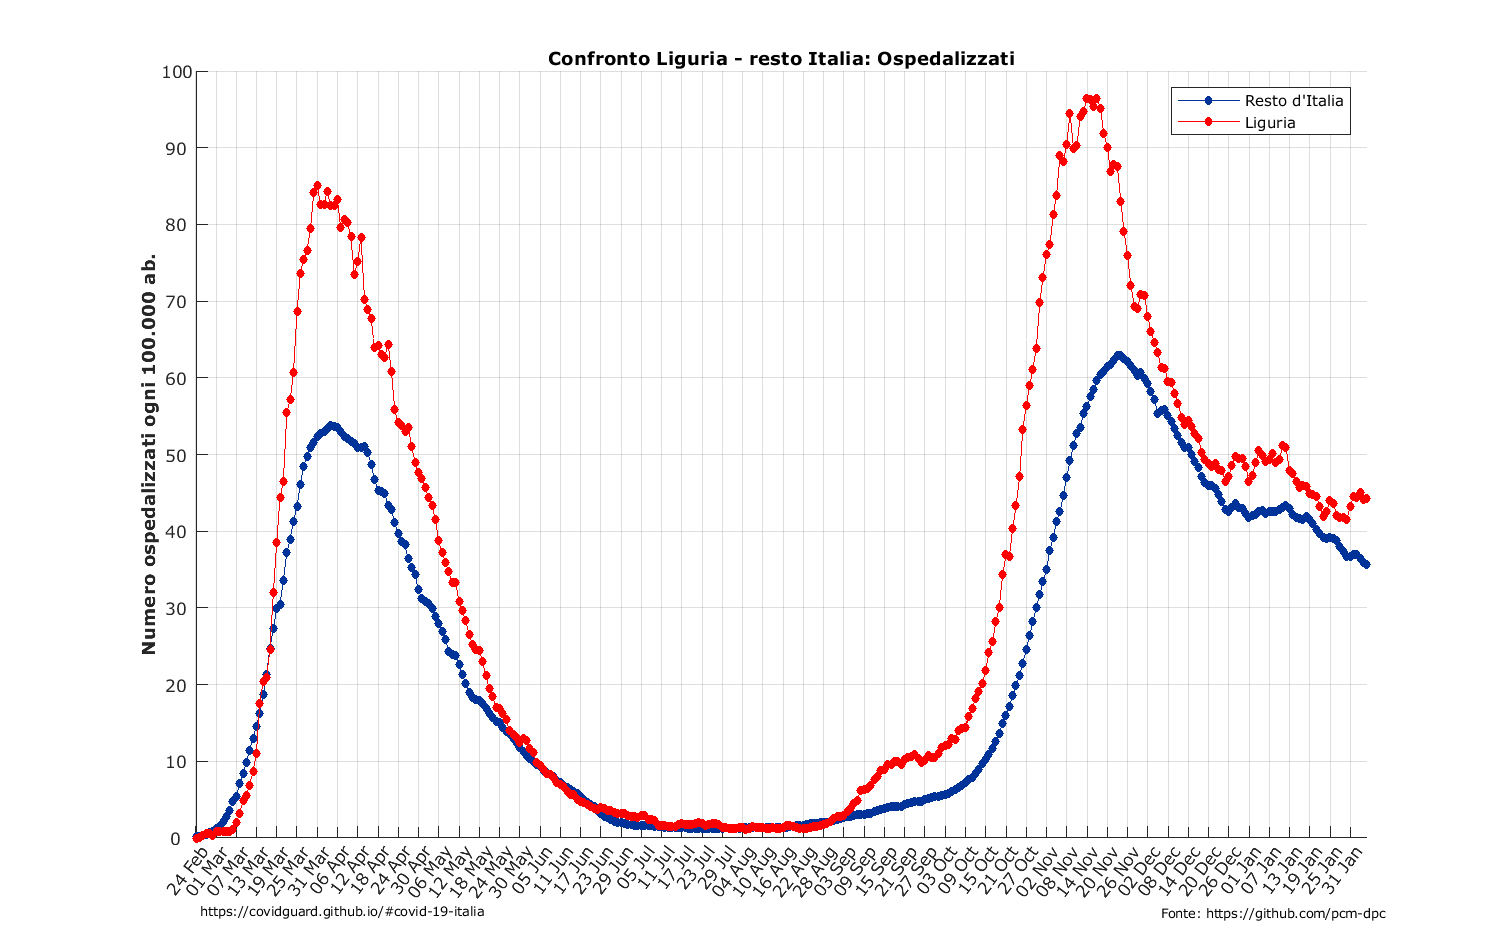 Confronto Liguria - resto Italia: Ospedalizzati
Resto d'Italia
Liguria
Numero ospedalizzati ogni 100.000 ab.
100
90
80
70
60
50
40
30
20
10
0
24 Feb
01 Mar
07 Mar
13 Mar
19 Mar
25 Mar
31 Mar
06 Apr
12 Apr
18 Apr
24 Apr
30 Apr
06 May
12 May
18 May
24 May
30 May
05 Jun
11 Jun
17 Jun
23 Jun
29 Jun
05 Jul
11 Jul
17 Jul
23 Jul
29 Jul
04 Aug
10 Aug
16 Aug
22 Aug
28 Aug
03 Sep
09 Sep
15 Sep
21 Sep
27 Sep
03 Oct
09 Oct
15 Oct
21 Oct
27 Oct
02 Nov
08 Nov
14 Nov
20 Nov
26 Nov
02 Dec
08 Dec
14 Dec
20 Dec
26 Dec
01 Jan
07 Jan
13 Jan
19 Jan
25 Jan
31 Jan
https://covidguard.github.io/#covid-19-italia
Fonte: https://github.com/pcm-dpc